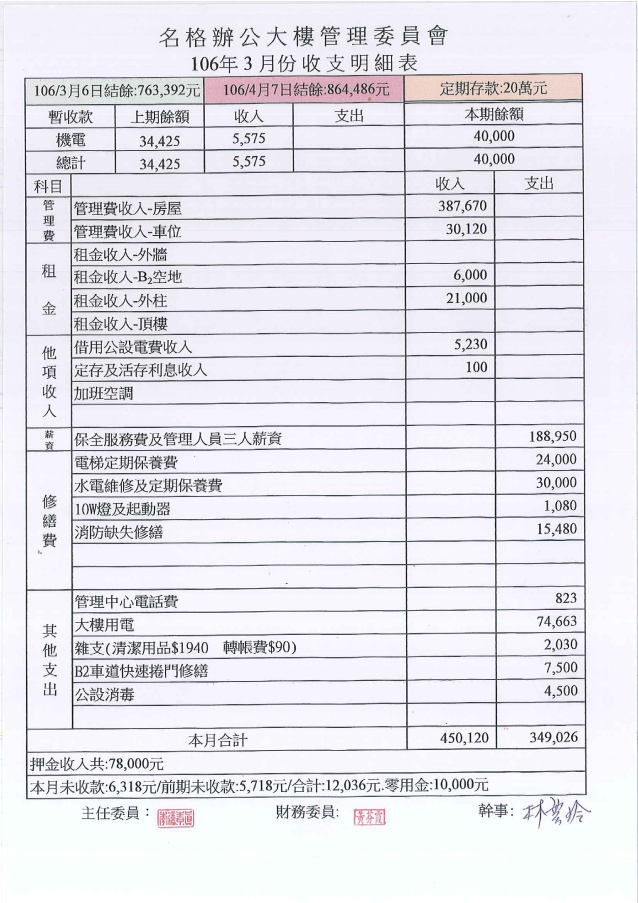 名格辦公大樓管理委員會
106年3月份收支明細表
106/3月6日結餘:763,392元 106/4月7日結餘:864,486元 定期存款:20萬元
暫收款 上期餘額 收入 支出 本期餘額
機電 34,425 5,575 40,000
總計 34,425 5,575 40,000
科目 收入 支出
管理費
管理費收入-房屋 387,670
管理費收入-車位 30,120
租金
租金收入-外牆
租金收入-B2空地 6,000
租金收入-外柱 21,000
租金收入-頂樓
他項收入
借用公設電費收入 5,230
定存及活存利息收入 100
加班空調
薪資
保全服務費及管理人員三人薪資 188,950
修繕費
電梯定期保養費 24,000
水電維修及定期保養費 30,000
10W燈及起動器 1,080
消防缺失修繕 15,480
其他支出
管理中心電話費 823
大樓用電 74,663
雜支(清潔用品$1940 轉帳費$90) 2,030
B2車道快速捲門修繕 7,500
公設消毒 4,500
本月合計 450,120 349,026
押金收入共:78,000元
本月未收款:6,318元/前期未收款:5,718元/合計:12,036元.零用金:10,000元
主任委員： 財務委員: 幹事: